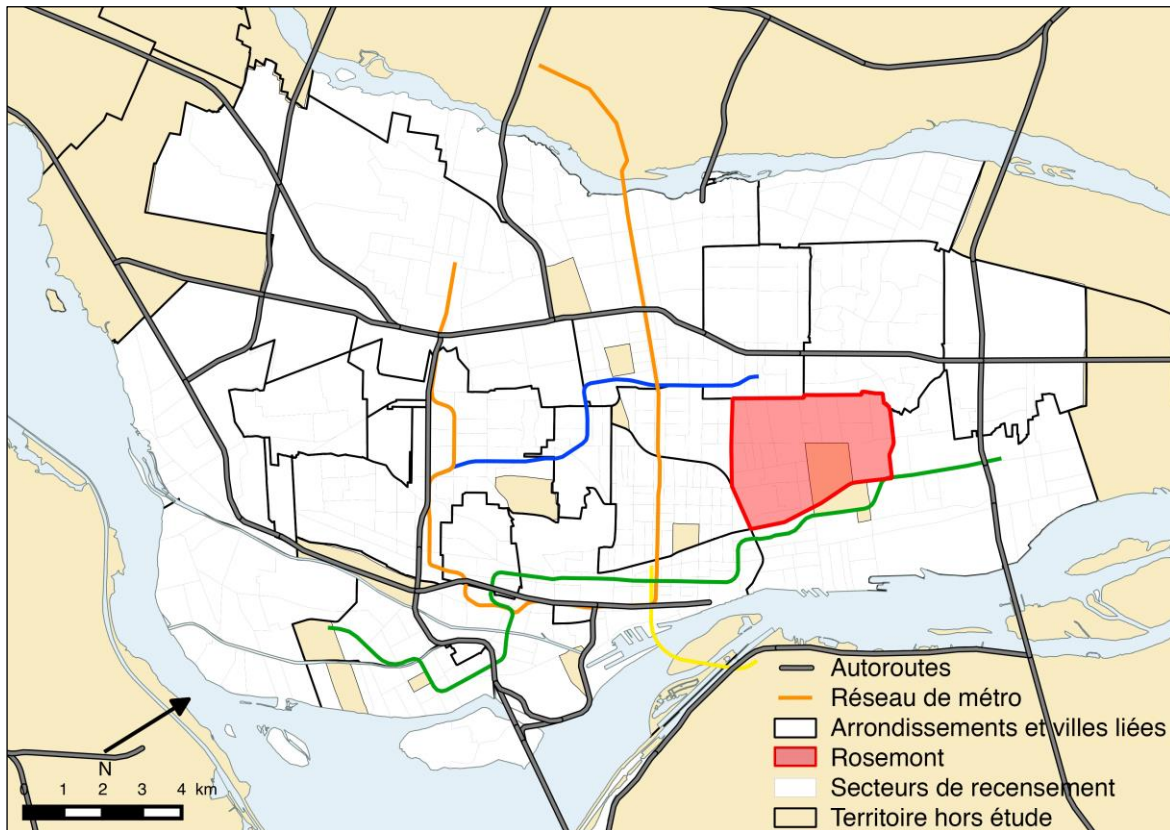 Autoroutes
Réseau de métro
Arrondissements et villes liées
Rosemont
Secteurs de recensement
Territoire hors étude
N
0 1 2 3 4 km